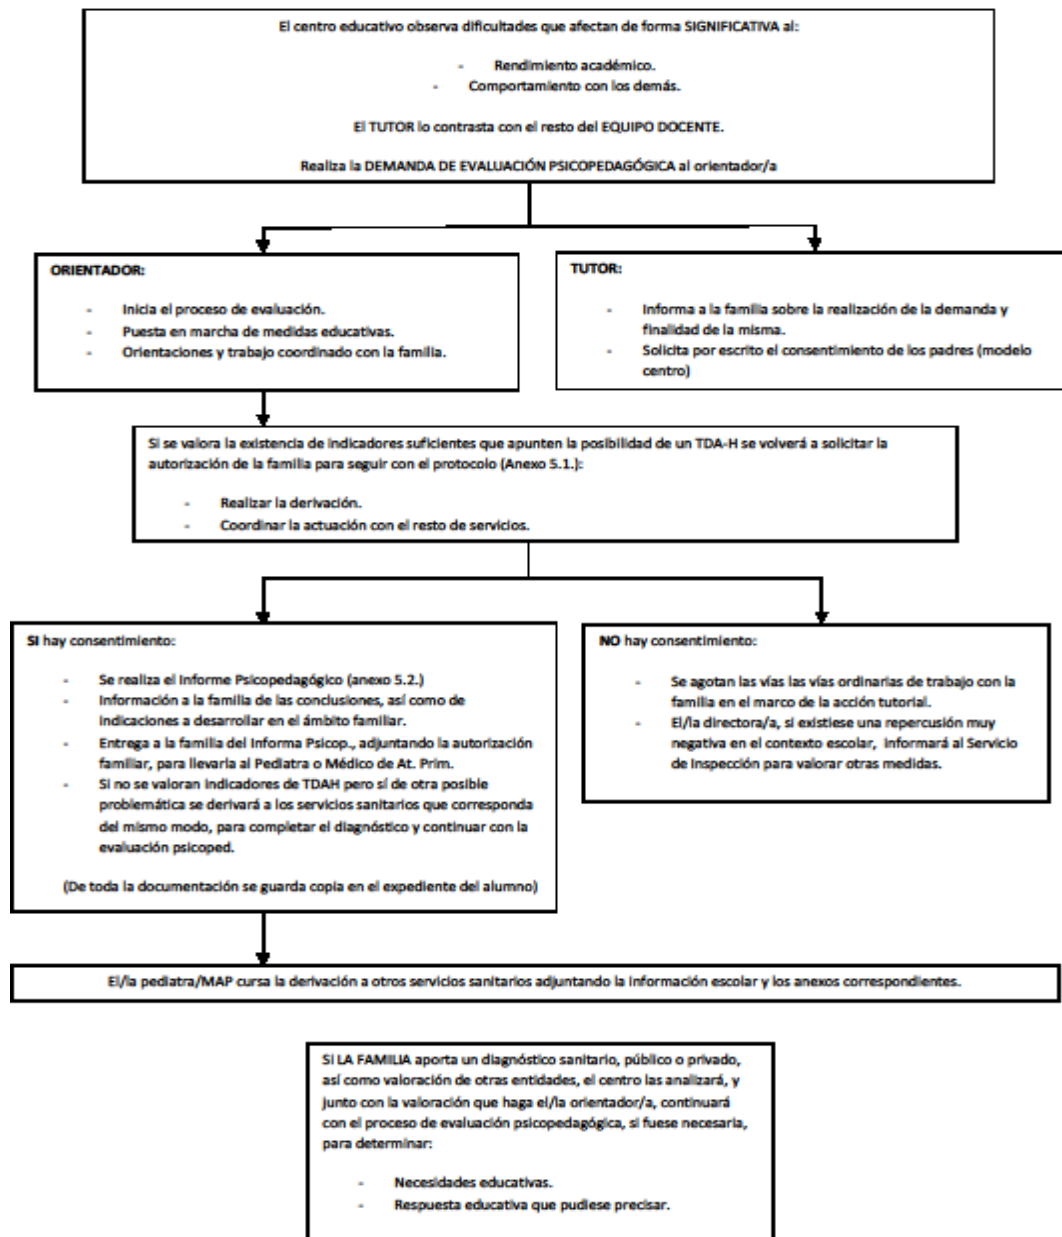 El centro educativo observa dificultades que afectan de forma SIGNIFICATIVA al:
- Rendimiento académico.
- Comportamiento con los demás.
El TUTOR lo contrasta con el resto del EQUIPO DOCENTE.
Realiza la DEMANDA DE EVALUACIÓN PSICOPEDAGÓGICA al orientador/a
ORIENTADOR:
- Inicia el proceso de evaluación.
- Puesta en marcha de medidas educativas.
- Orientaciones y trabajo coordinado con la familia.
TUTOR:
- Informa a la familia sobre la realización de la demanda y
finalidad de la misma.
- Solicita por escrito el consentimiento de los padres (modelo
centro)
Si se valora la existencia de indicadores suficientes que apunten la posibilidad de un TDA-H se volverá a solicitar la
autorización de la familia para seguir con el protocolo (Anexo 5.1.):
- Realizar la derivación.
- Coordinar la actuación con el resto de servicios.
SI hay consentimiento:
- Se realiza el Informe Psicopedagógico (anexo 5.2.)
- Información a la familia de las conclusiones, así como de
indicaciones a desarrollar en el ámbito familiar.
- Entrega a la familia del Informa Psicop., adjuntando la autorización
familiar, para llevarla al Pediatra o Médico de At. Prim.
- Si no se valoran indicadores de TDAH pero sí de otra posible
problemática se derivará a los servicios sanitarios que corresponda
del mismo modo, para completar el diagnóstico y continuar con la
evaluación psicoped.
(De toda la documentación se guarda copia en el expediente del alumno)
NO hay consentimiento:
- Se agotan las vías las vías ordinarias de trabajo con la
familia en el marco de la acción tutorial.
- El/la directora/a, si existiese una repercusión muy
negativa en el contexto escolar, informará al Servicio
de Inspección para valorar otras medidas.
El/la pediatra/MAP cursa la derivación a otros servicios sanitarios adjuntando la información escolar y los anexos correspondientes.
SI LA FAMILIA aporta un diagnóstico sanitario, público o privado,
así como valoración de otras entidades, el centro las analizará, y
junto con la valoración que haga el/la orientador/a, continuará
con el proceso de evaluación psicopedagógica, si fuese necesaria,
para determinar:
- Necesidades educativas.
- Respuesta educativa que pudiese precisar.